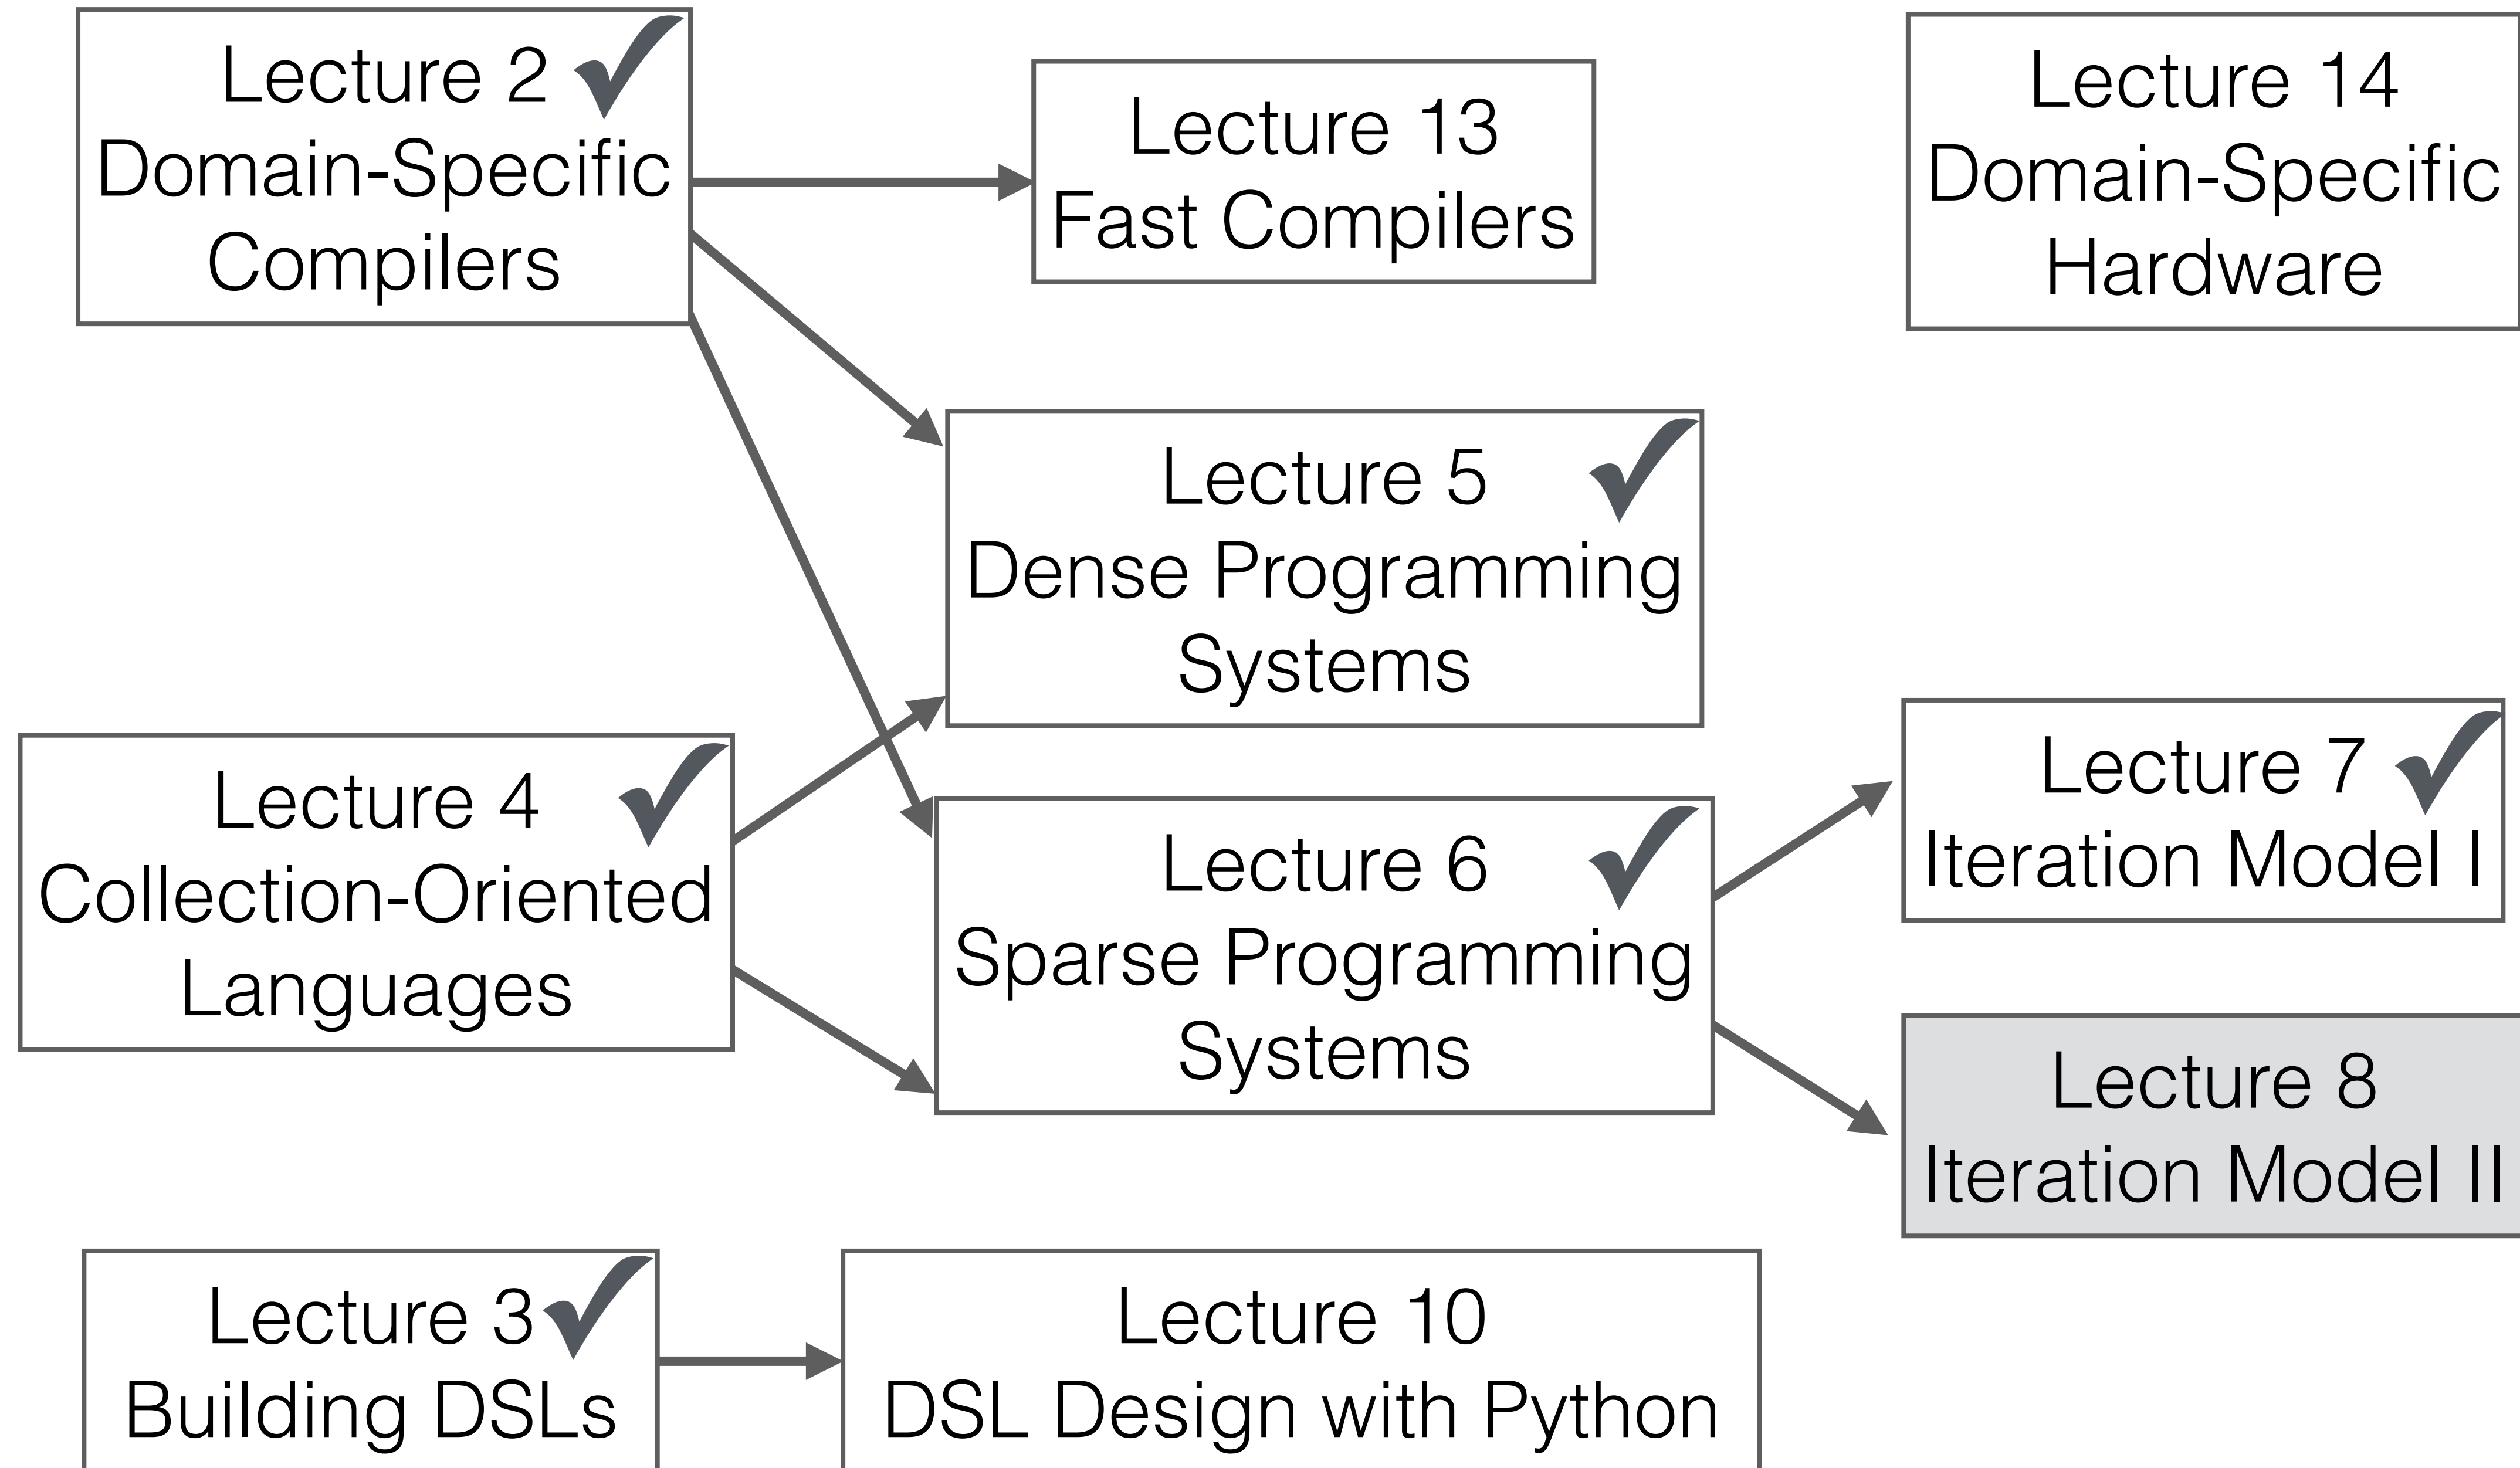 Lecture 2
Domain-Specific
Compilers
Lecture 13
Fast Compilers
Lecture 14
Domain-Specific
Hardware
Lecture 5
Dense Programming
Systems
Lecture 4
Collection-Oriented
Languages
Lecture 6
Sparse Programming
Systems
Lecture 7
Iteration Model I
Lecture 8
Iteration Model II
Lecture 3
Building DSLs
Lecture 10
DSL Design with Python